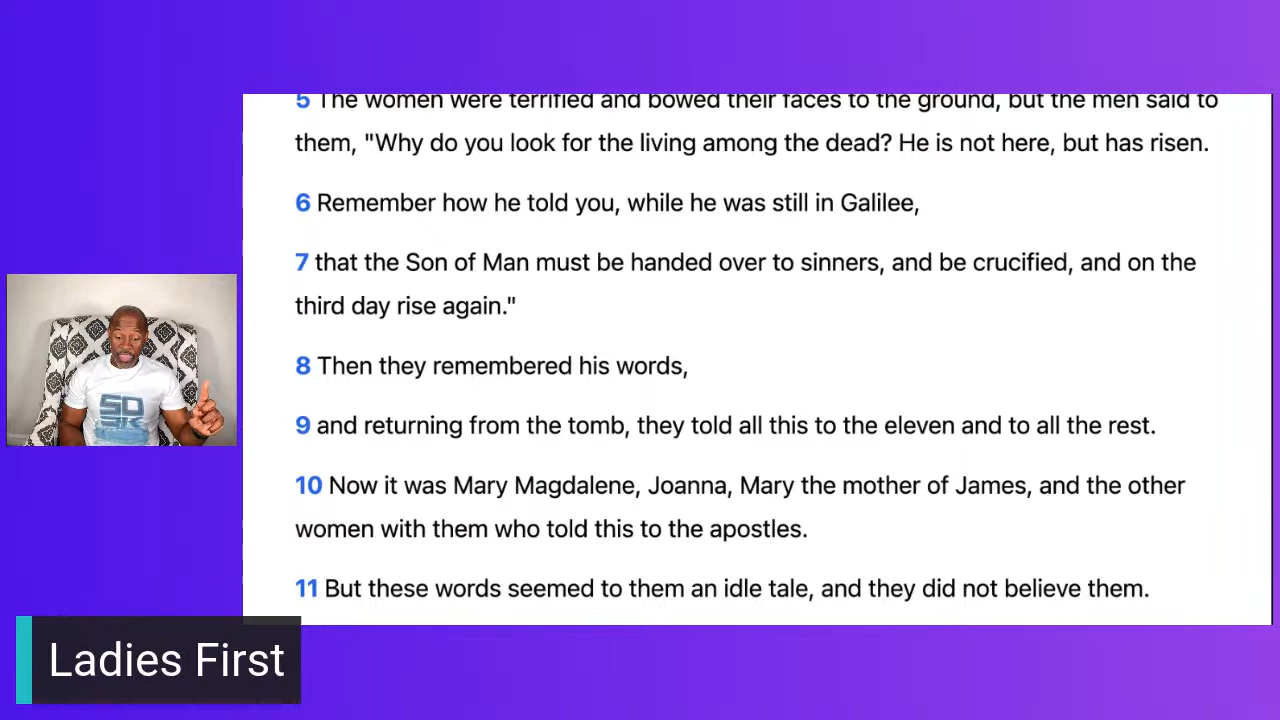 5 The women were terrified and bowed their faces to the ground, but the men said to
them, "Why do you look for the living among the dead? He is not here, but has risen.
6 Remember how he told you, while he was still in Galilee,
7 that the Son of Man must be handed over to sinners, and be crucified, and on the
third day rise again."
8 Then they remembered his words,
9 and returning from the tomb, they told all this to the eleven and to all the rest.
10 Now it was Mary Magdalene, Joanna, Mary the mother of James, and the other
women with them who told this to the apostles.
11 But these words seemed to them an idle tale, and they did not believe them.
Ladies First